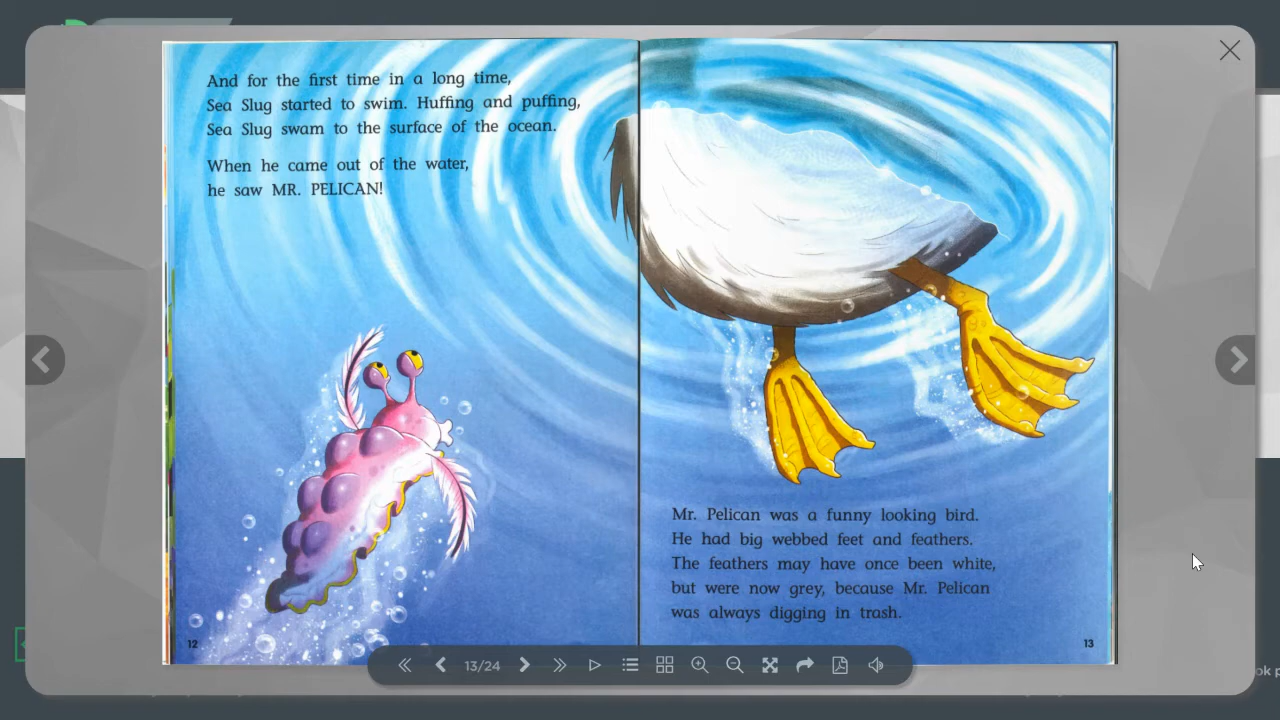 And for the first time in a long time,
Sea Slug started to swim. Huffing and puffing,
Sea Slug swam to the surface of the ocean.
When he came out of the water,
he saw MR. PELICAN!
Mr. Pelican was a funny looking bird.
He had big webbed feet and feathers.
The feathers may have once been white,
but were now grey, because Mr. Pelican
was always digging in trash.
12
13
13/24